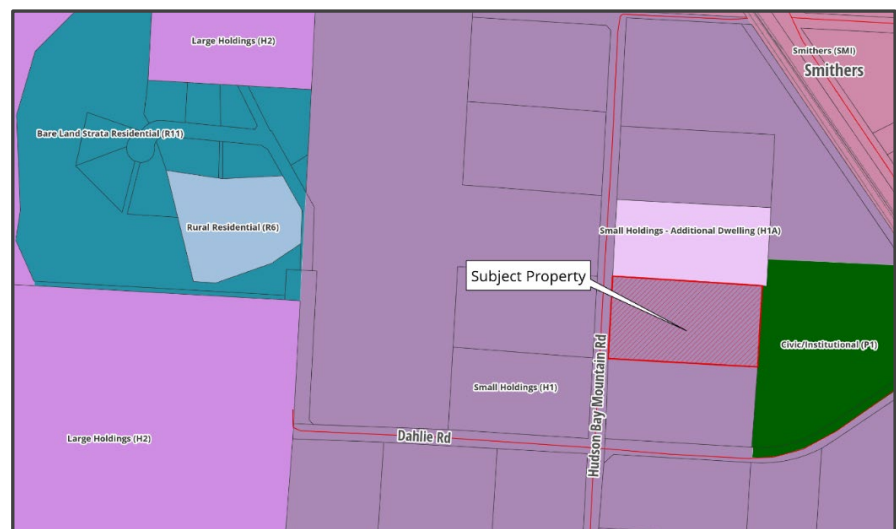 Large Holdings (H2)
Smithers (SMI)
Smithers
Bare Land Strata Residential (R11)
Rural Residential (R6)
Small Holdings - Additional Dwelling (H1A)
Subject Property
Civic/Institutional (P1)
Small Holdings (H1)
Hudson Bay Mountain Rd
Large Holdings (H2)
Dahlie Rd